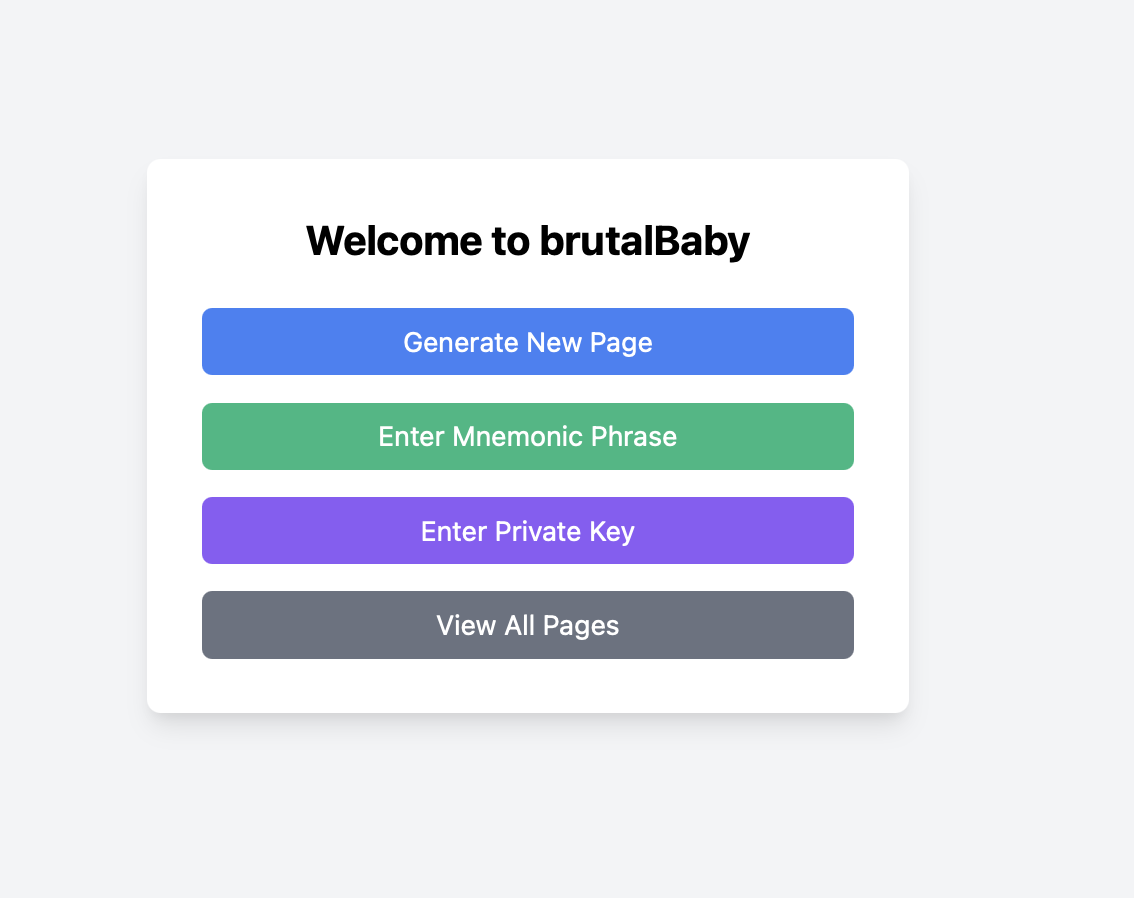 Welcome to brutalBaby
Generate New Page
Enter Mnemonic Phrase
Enter Private Key
View All Pages